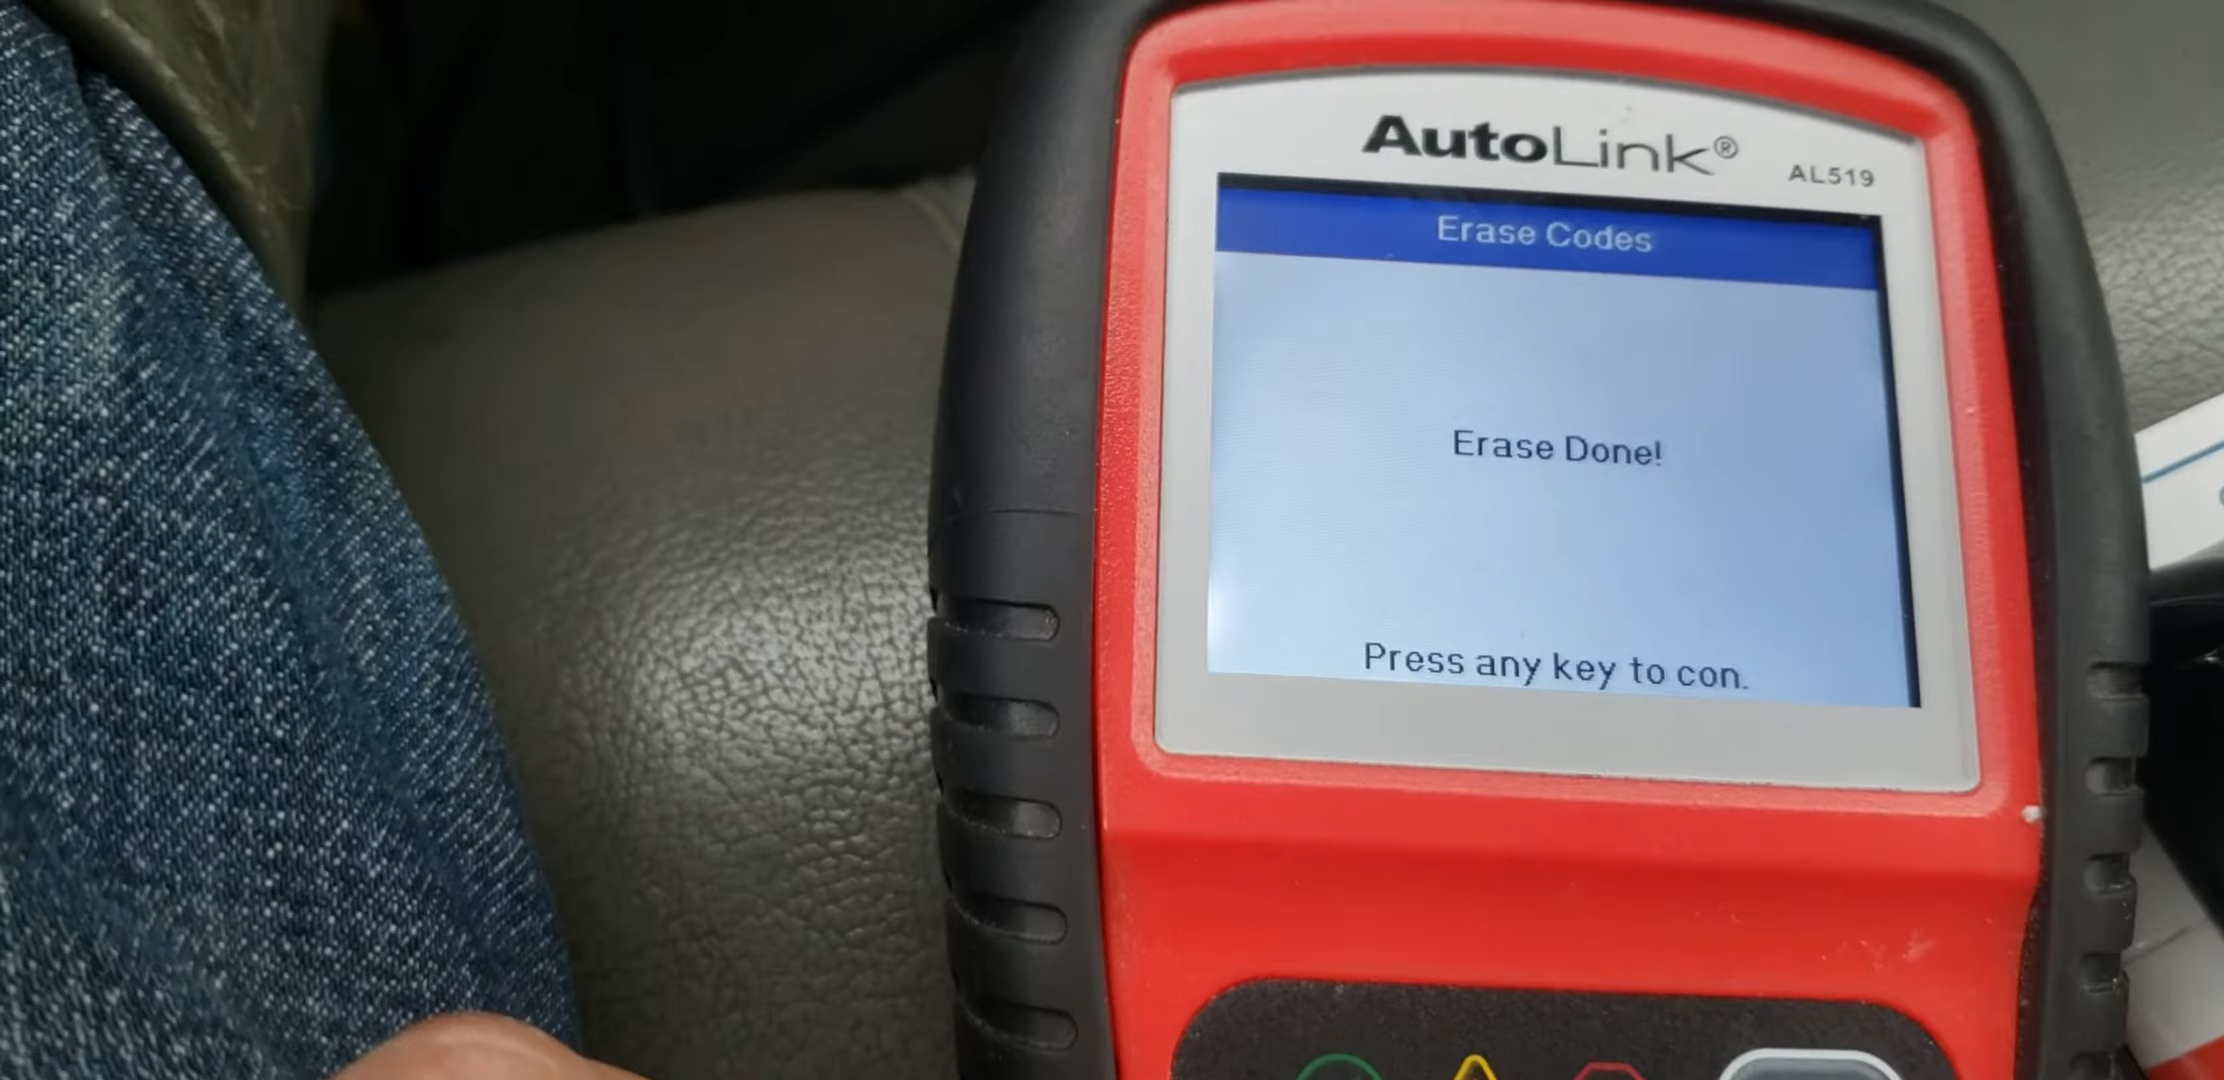 AutoLink®
AL519
Erase Codes
Erase Done!
Press any key to con.